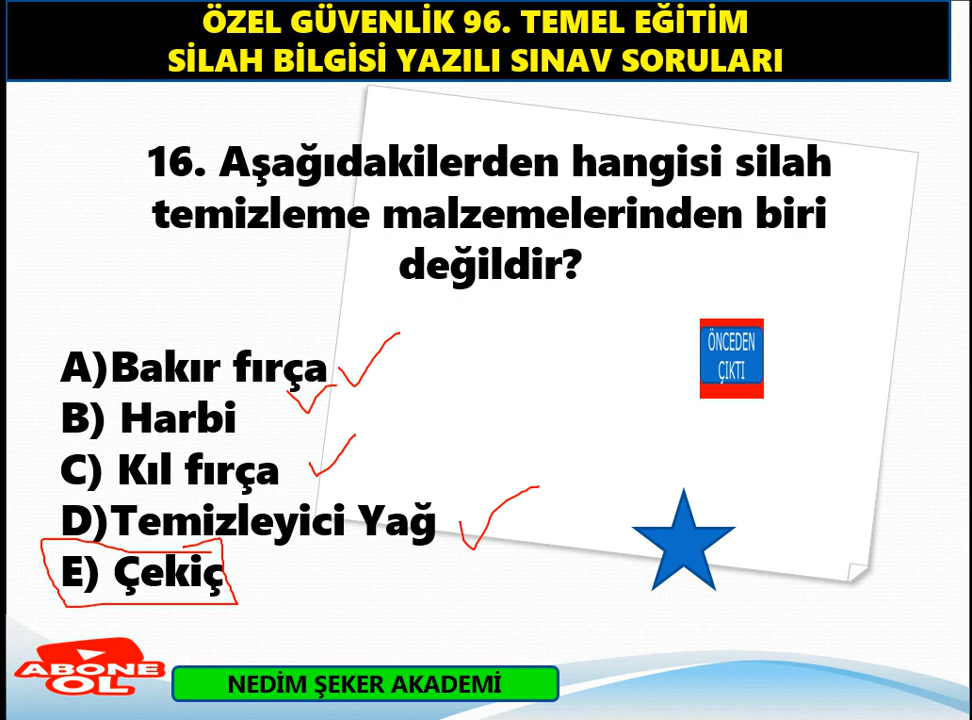 ÖZEL GÜVENLİK 96. TEMEL EĞİTİM
SİLAH BİLGİSİ YAZILI SINAV SORULARI
16. Aşağıdakilerden hangisi silah
temizleme malzemelerinden biri
değildir?
ÖNCEDEN
ÇIKTI
A)Bakır fırça
B) Harbi
C) Kıl fırça
D)Temizleyici Yağ
E) Çekiç
ABONE
OL
NEDİM ŞEKER AKADEMİ